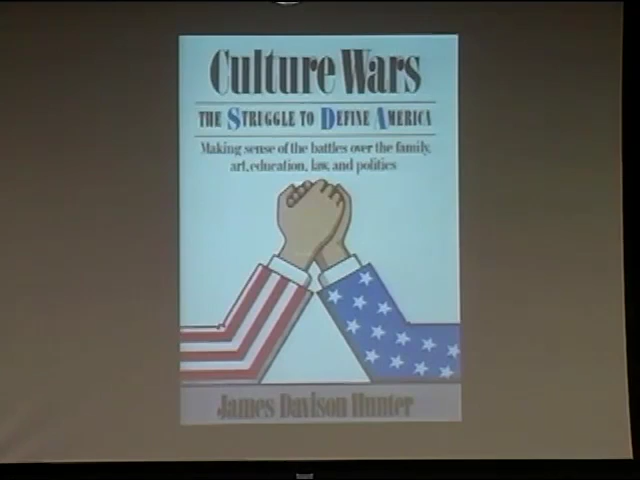 Culture Wars
THE STRUGGLE TO DEFINE AMERICA
Making sense of the battles over the family,
art, education, law, and politics
James Davison Hunter